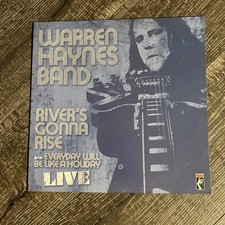 WARREN
HAYNES
BAND
RIVER'S
GONNA
RISE
EVERYDAY WILL
BE LIKE A HOLIDAY
LIVE